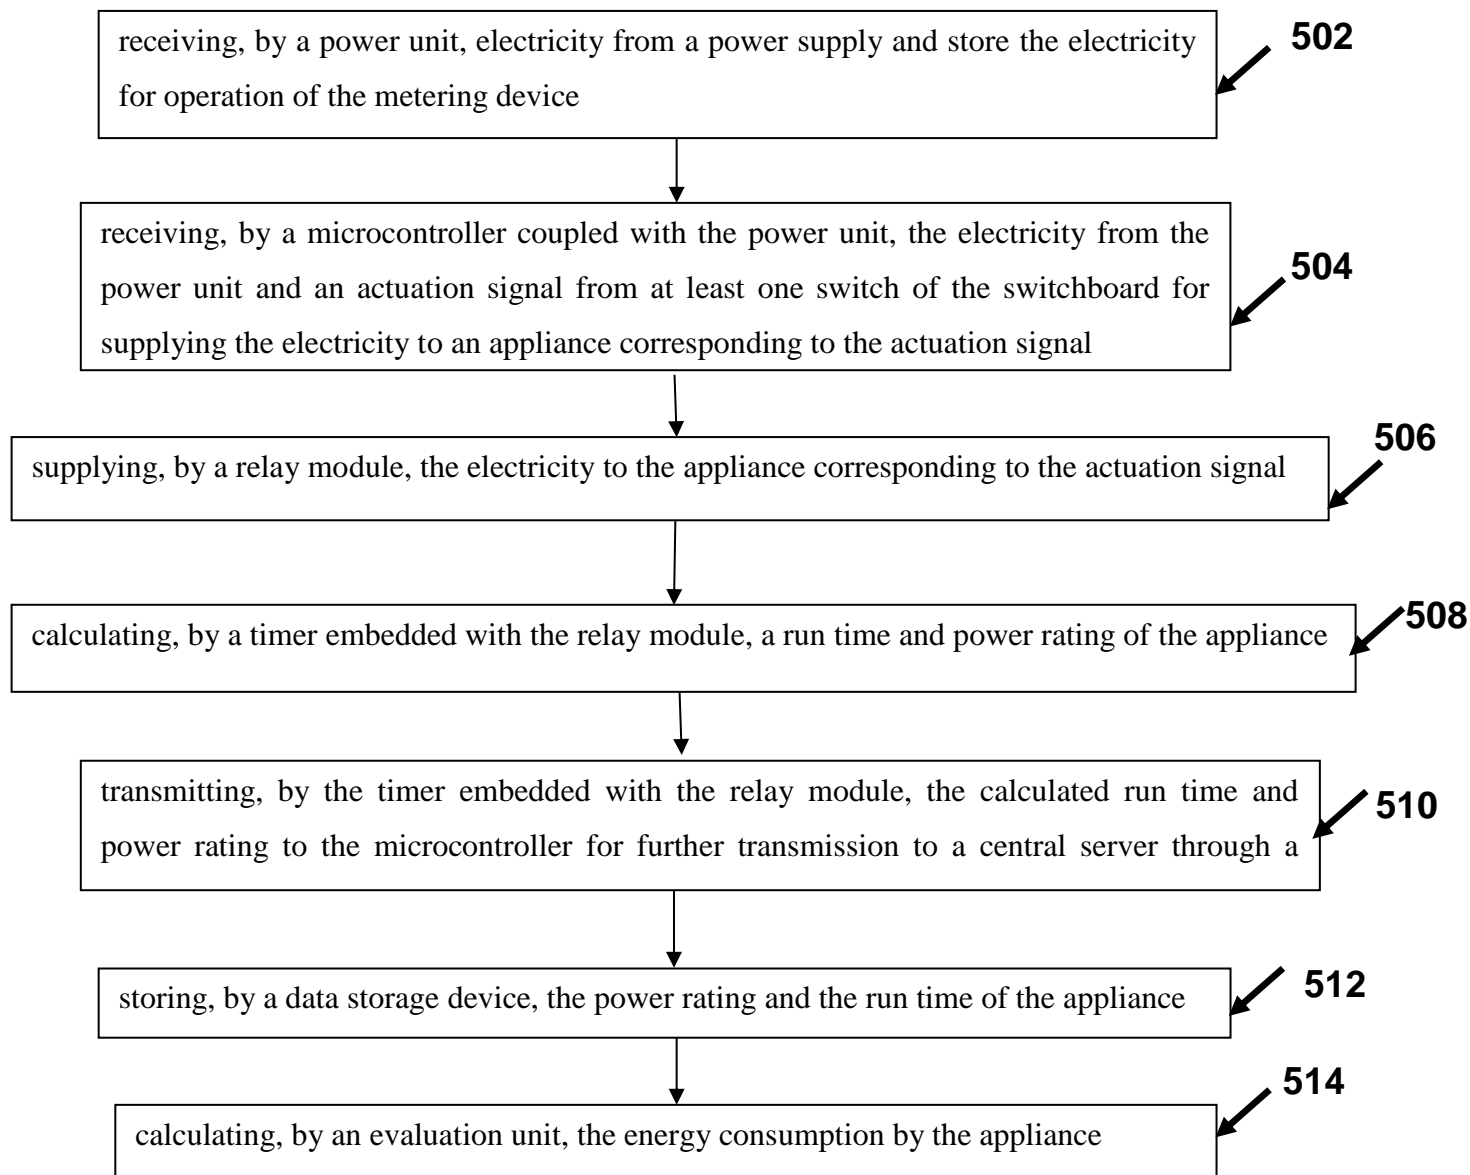 receiving, by a power unit, electricity from a power supply and store the electricity
for operation of the metering device
502
receiving, by a microcontroller coupled with the power unit, the electricity from the
power unit and an actuation signal from at least one switch of the switchboard for
supplying the electricity to an appliance corresponding to the actuation signal
504
supplying, by a relay module, the electricity to the appliance corresponding to the actuation signal
506
calculating, by a timer embedded with the relay module, a run time and power rating of the appliance
508
transmitting, by the timer embedded with the relay module, the calculated run time and
power rating to the microcontroller for further transmission to a central server through a
510
storing, by a data storage device, the power rating and the run time of the appliance
512
calculating, by an evaluation unit, the energy consumption by the appliance
514